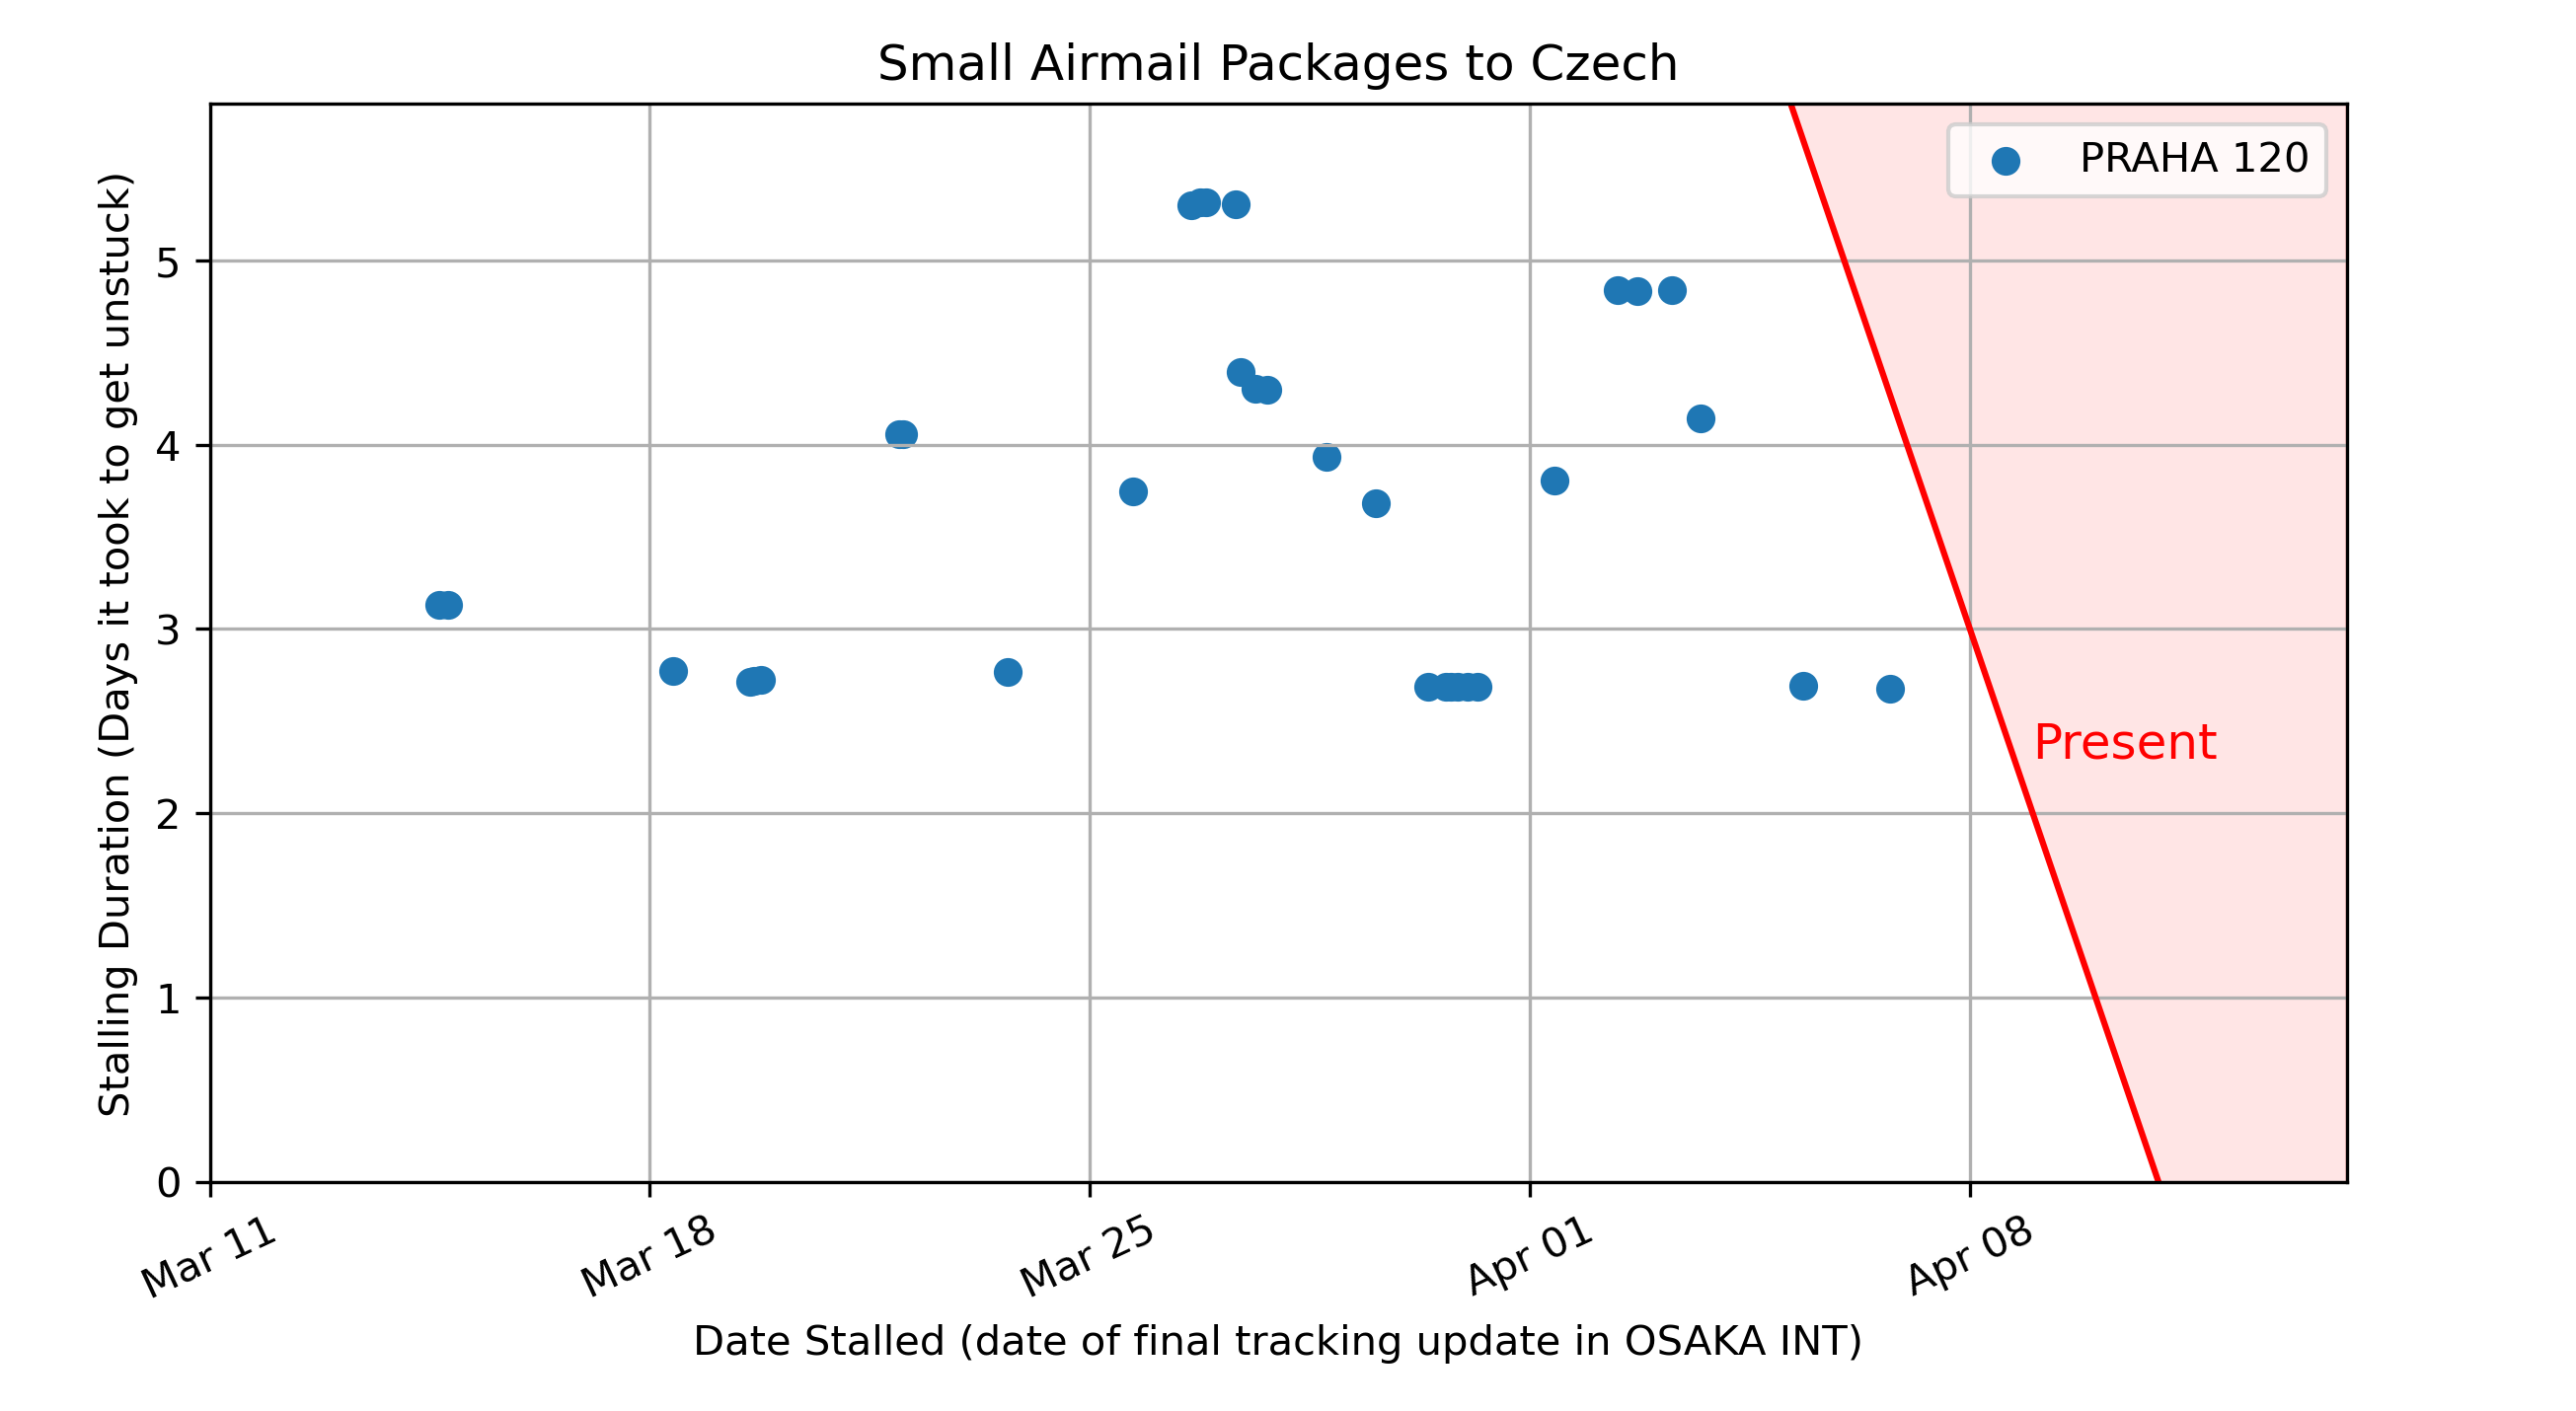 Small Airmail Packages to Czech
PRAHA 120
Stalling Duration (Days it took to get unstuck)
5
4
3
2
1
0
Present
Mar 11
Mar 18
Mar 25
Apr 01
Apr 08
Date Stalled (date of final tracking update in OSAKA INT)